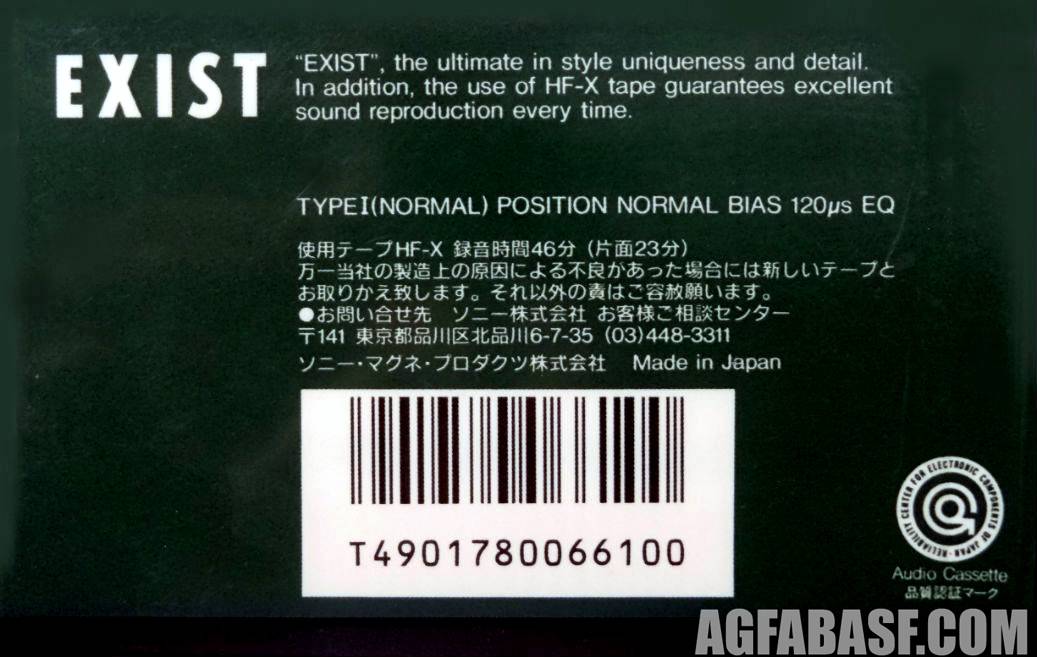 EXIST
"EXIST", the ultimate in style uniqueness and detail.
In addition, the use of HF-X tape guarantees excellent
sound reproduction every time.
TYPEI(NORMAL) POSITION NORMAL BIAS 120µs EQ
使用テープHF-X 録音時間46分（片面23分）
万一当社の製造上の原因による不良があった場合には新しいテープと
お取りかえ致します。それ以外の責はご容赦願います。
●お問い合せ先 ソニー株式会社 お客様ご相談センター
〒141 東京都品川区北品川6-7-35 (03)448-3311
ソニー・マグネ・プロダクツ株式会社 Made in Japan
T4901780066100
RELIABILITY CENTER FOR ELECTRONIC COMPONENTS OF JAPAN
Audio Cassette
品質認証マーク
AGFABASF.COM